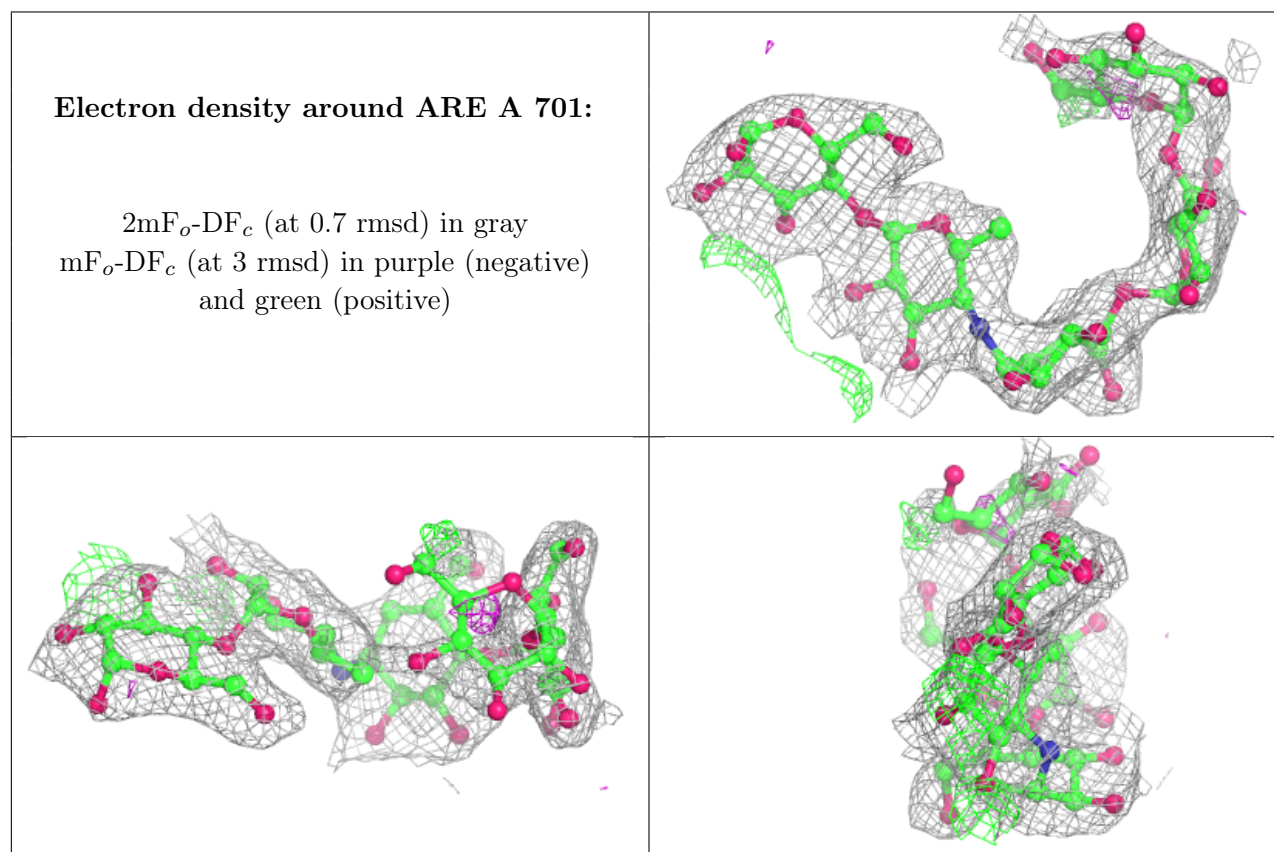 Electron density around ARE A 701:
2mFo-DFc (at 0.7 rmsd) in gray
mFo-DFc (at 3 rmsd) in purple (negative)
and green (positive)